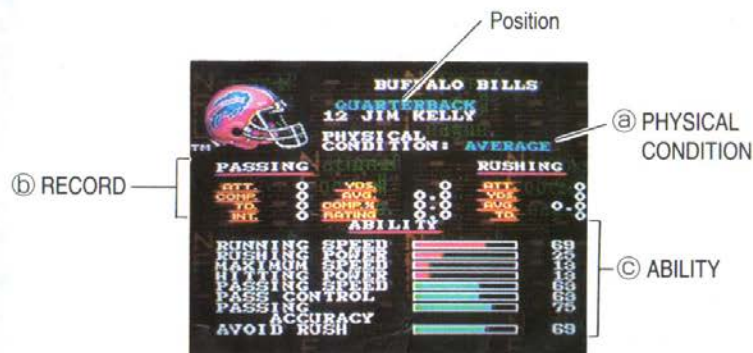 Position
BUFFALO BILLS
QUARTERBACK
12 JIM KELLY
PHYSICAL
CONDITION: AVERAGE
TM
ⓐ PHYSICAL
CONDITION
ⓑ RECORD
PASSING
RUSHING
ATT. 0 YDS. 0 ATT. 0
COMP. 0 AVG 0.0 YDS. 0
TD 0 COMP.% 0.0 AVG 0.0
INT. 0 RATING 0 TD. 0
ABILITY
RUNNING SPEED 69
RUSHING POWER 25
MAXIMUM SPEED 13
HITTING POWER 13
PASSING SPEED 63
PASS CONTROL 63
PASSING 75
ACCURACY
AVOID RUSH 69
ⓒ ABILITY